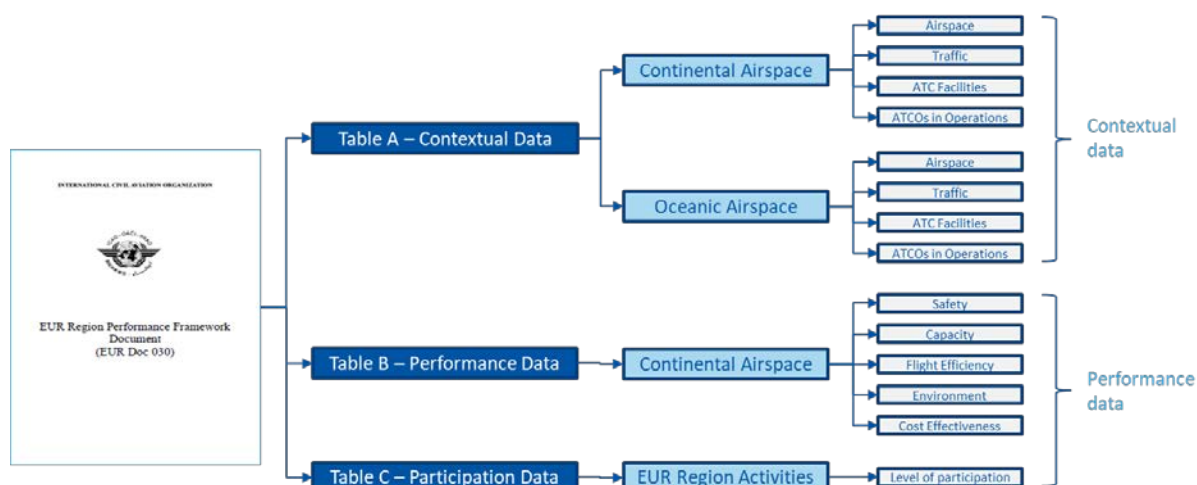 INTERNATIONAL CIVIL AVIATION ORGANIZATION
EUR Region Performance Framework
Document
(EUR Doc 030)
Table A – Contextual Data
Continental Airspace
Airspace
Traffic
ATC Facilities
ATCOs in Operations
Oceanic Airspace
Airspace
Traffic
ATC Facilities
ATCOs in Operations
Contextual
data
Table B – Performance Data
Continental Airspace
Safety
Capacity
Flight Efficiency
Environment
Cost Effectiveness
Table C – Participation Data
EUR Region Activities
Level of participation
Performance
data